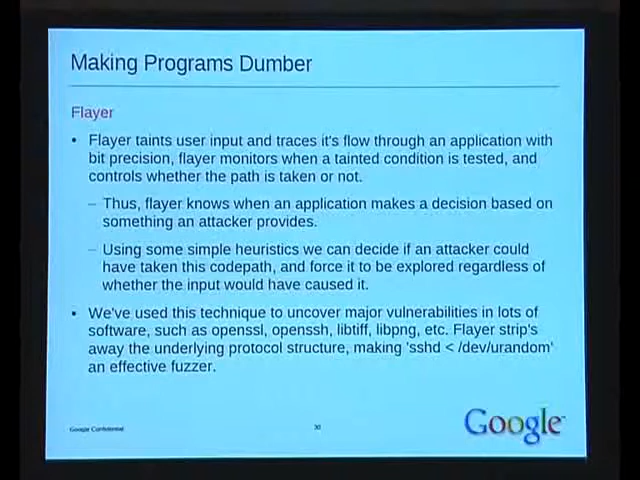 Making Programs Dumber
Flayer
• Flayer taints user input and traces it's flow through an application with
bit precision, flayer monitors when a tainted condition is tested, and
controls whether the path is taken or not.
– Thus, flayer knows when an application makes a decision based on
something an attacker provides.
– Using some simple heuristics we can decide if an attacker could
have taken this codepath, and force it to be explored regardless of
whether the input would have caused it.
• We've used this technique to uncover major vulnerabilities in lots of
software, such as openssl, openssh, libtiff, libpng, etc. Flayer strip's
away the underlying protocol structure, making 'sshd < /dev/urandom'
an effective fuzzer.
Google Confidential
30
Google™